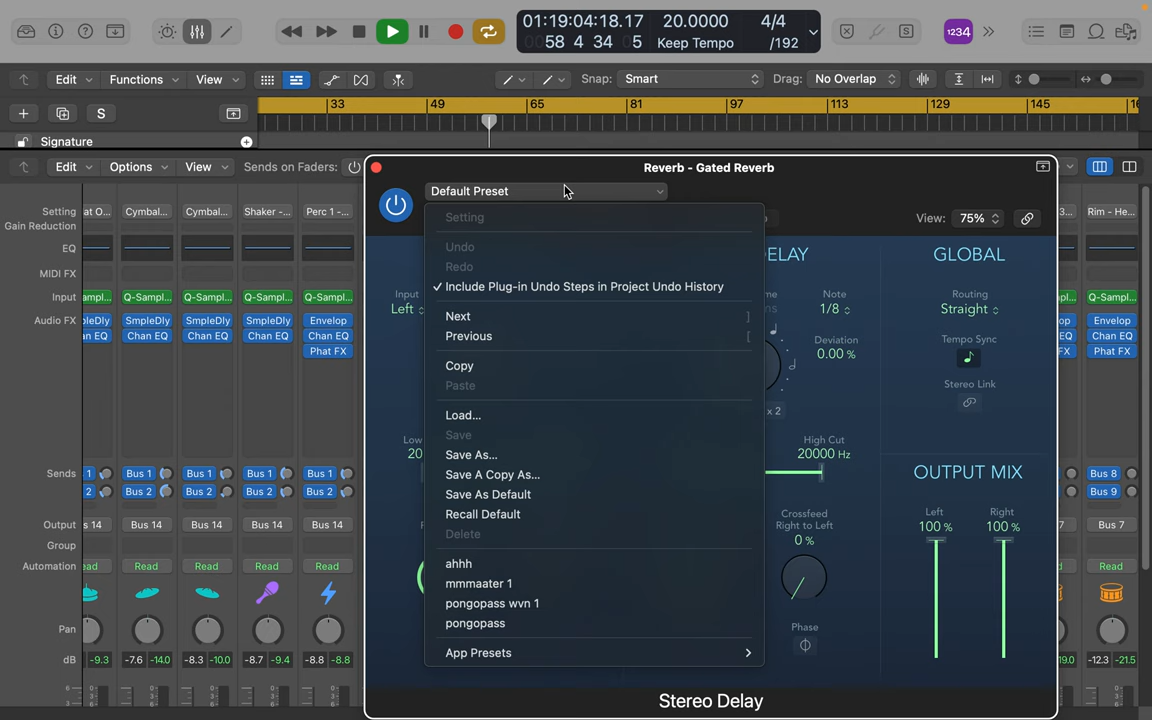 01:19:04:18.17
58 4 34 5
20.0000
Keep Tempo
4/4
/192
1234
Edit
Functions
View
Snap: Smart
Drag: No Overlap
S
33 49 65 81 97 113 129 145
Signature
Edit
Options
View
Sends on Faders:
Reverb - Gated Reverb
Default Preset
View: 75%
Setting
Undo
Redo
✓ Include Plug-in Undo Steps in Project Undo History
Next ]
Previous [
Copy
Paste
Load...
Save
Save As...
Save A Copy As...
Save As Default
Recall Default
Delete
ahhh
mmmaater 1
pongopass wvn 1
pongopass
App Presets
Setting Cymbal... Cymbal... Shaker -... Perc 1 -... Rim - He...
Gain Reduction
EQ
MIDI FX
Input Q-Sampl... Q-Sampl... Q-Sampl... Q-Sampl... Q-Sampl...
Audio FX SmpleDly SmpleDly SmpleDly SmpleDly Envelop Envelop
Chan EQ Chan EQ Chan EQ Chan EQ Chan EQ
Phat FX Phat FX
Sends Bus 1 Bus 1 Bus 1 Bus 1 Bus 8
Bus 2 Bus 2 Bus 2 Bus 2 Bus 9
Output Bus 14 Bus 14 Bus 14 Bus 14 Bus 7
Group
Automation Read Read Read Read Read
Pan
dB -9.3 -7.6 -14.0 -8.3 -10.0 -8.7 -9.4 -8.8 -8.8 -12.3 -21.5
Input
Left
Note
1/8
Deviation
0.00 %
x 2
High Cut
20000 Hz
Crossfeed
Right to Left
0 %
Phase
GLOBAL
Routing
Straight
Tempo Sync
Stereo Link
OUTPUT MIX
Left Right
100 % 100 %
Stereo Delay